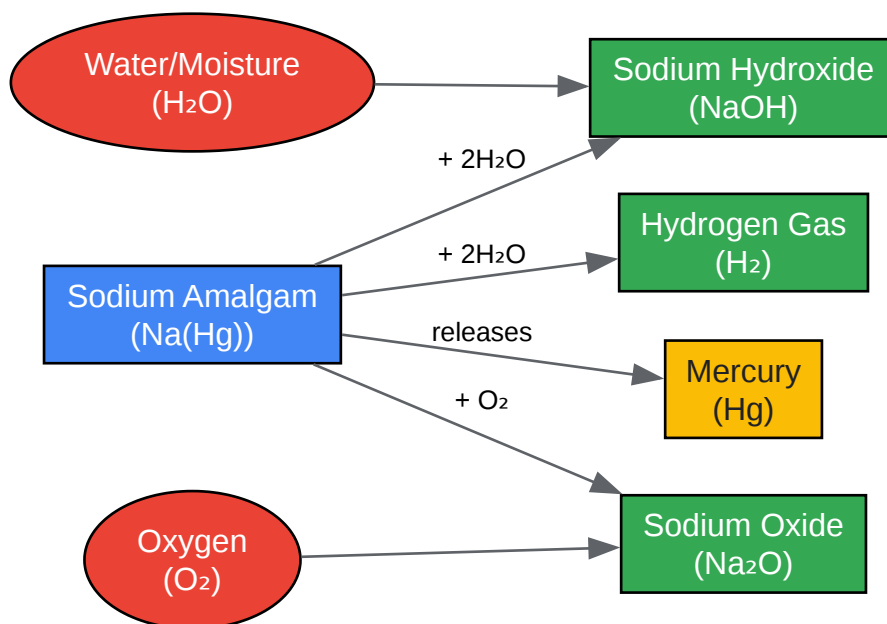 Water/Moisture
(H₂O)
Sodium Hydroxide
(NaOH)
+ 2H₂O
Hydrogen Gas
(H₂)
+ 2H₂O
Sodium Amalgam
(Na(Hg))
releases
Mercury
(Hg)
+ O₂
Oxygen
(O₂)
Sodium Oxide
(Na₂O)